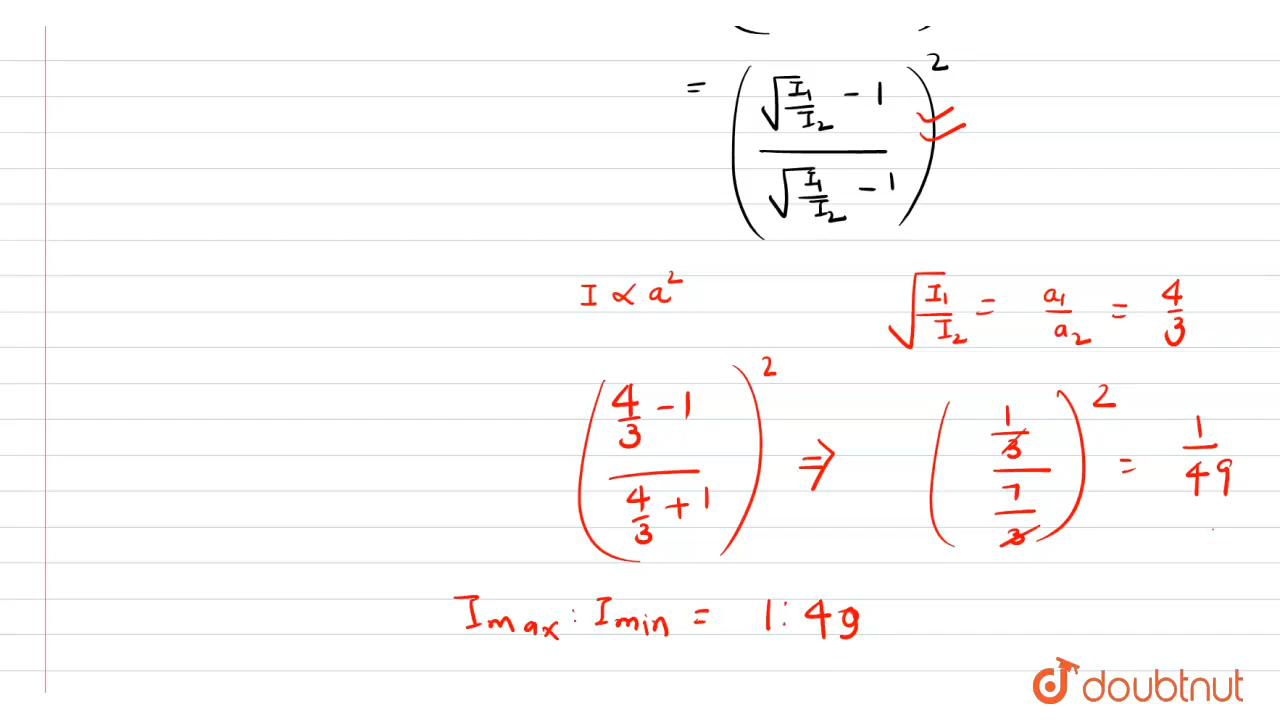 = ( (√(I₁/I₂) - 1) / (√(I₁/I₂) - 1) )²
I ∝ a²    √(I₁/I₂) = a₁/a₂ = 4/3
( (4/3 - 1) / (4/3 + 1) )² ⇒ ( (1/3) / (7/3) )² = 1/49
Imax : Imin = 1 : 49
doubtnut